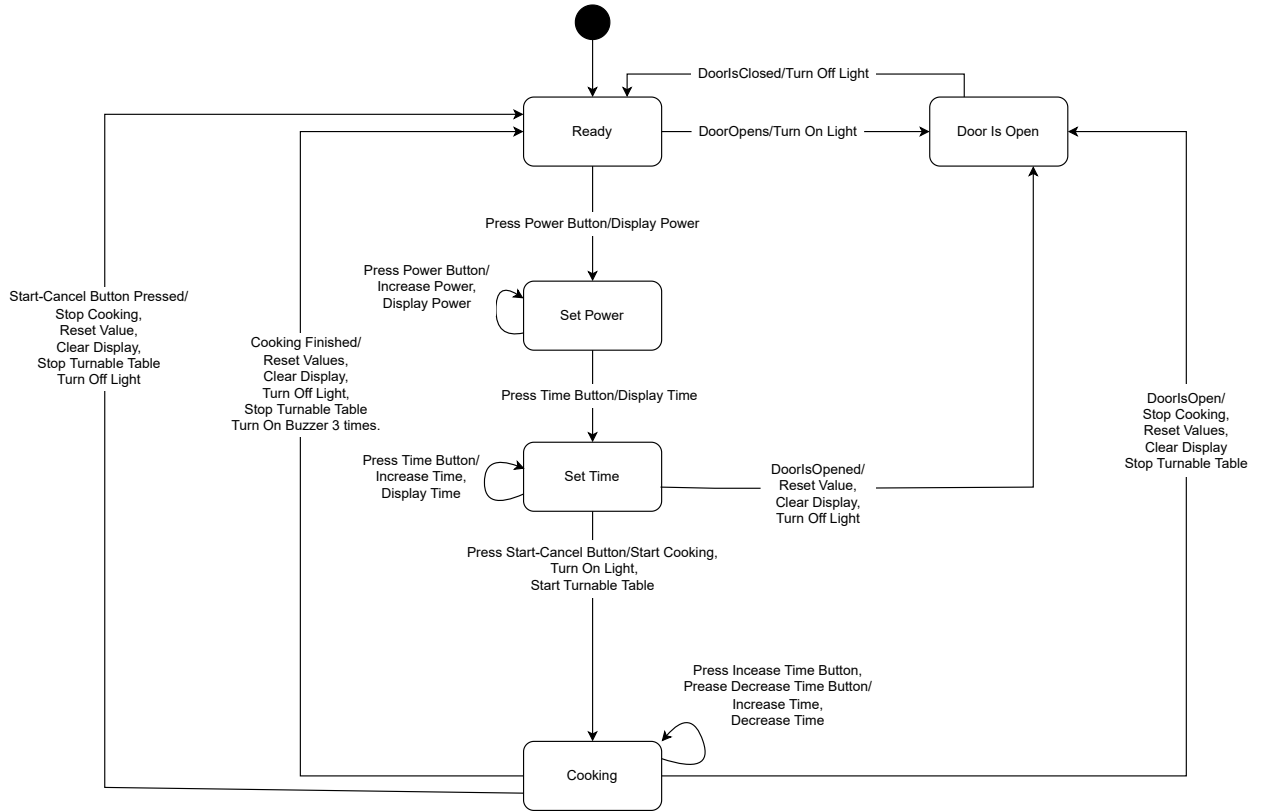 DoorIsClosed/Turn Off Light
Ready
DoorOpens/Turn On Light
Door Is Open
Press Power Button/Display Power
Press Power Button/
Increase Power,
Display Power
Set Power
Start-Cancel Button Pressed/
Stop Cooking,
Reset Value,
Clear Display,
Stop Turnable Table
Turn Off Light
Cooking Finished/
Reset Values,
Clear Display,
Turn Off Light,
Stop Turnable Table
Turn On Buzzer 3 times.
Press Time Button/Display Time
DoorIsOpen/
Stop Cooking,
Reset Values,
Clear Display
Stop Turnable Table
Press Time Button/
Increase Time,
Display Time
Set Time
DoorIsOpened/
Reset Value,
Clear Display,
Turn Off Light
Press Start-Cancel Button/Start Cooking,
Turn On Light,
Start Turnable Table
Press Incease Time Button,
Prease Decrease Time Button/
Increase Time,
Decrease Time
Cooking